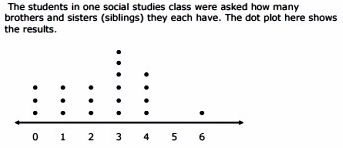 The students in one social studies class were asked how many
brothers and sisters (siblings) they each have. The dot plot here shows
the results.
0 1 2 3 4 5 6